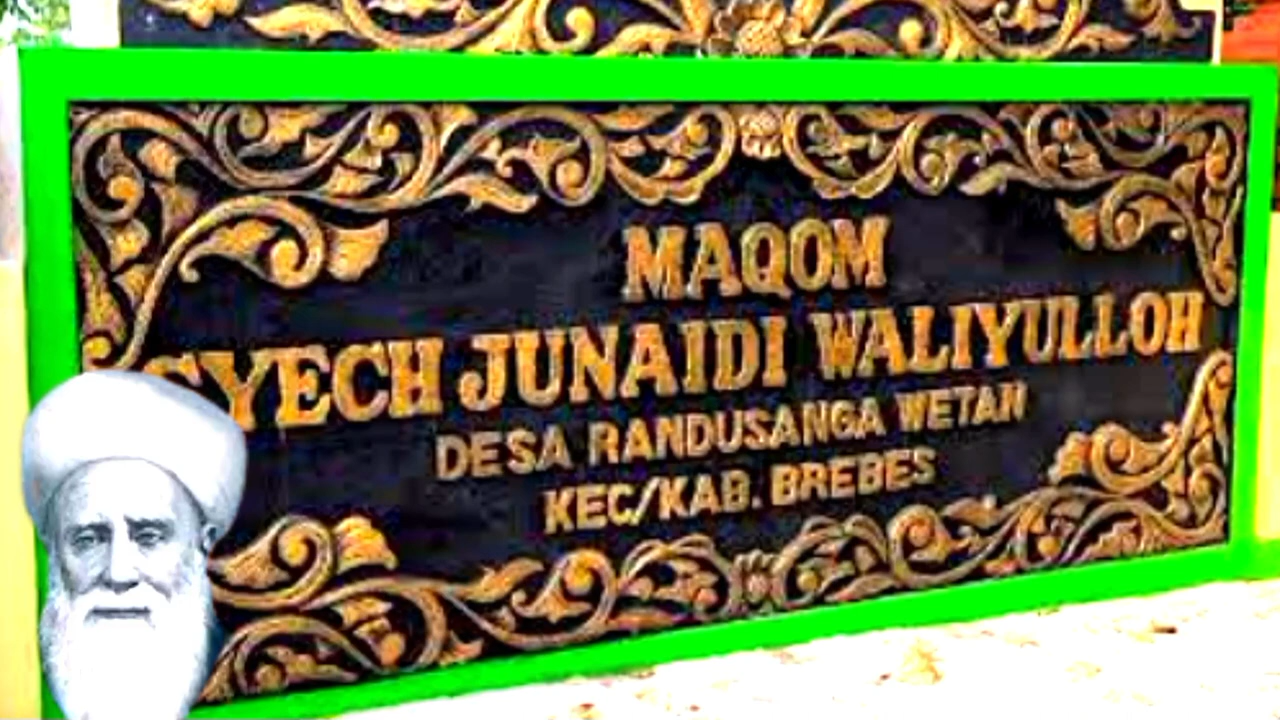 MAQOM
SYECH JUNAIDI WALIYULLOH
DESA RANDUSANGA WETAN
KEC/KAB. BREBES